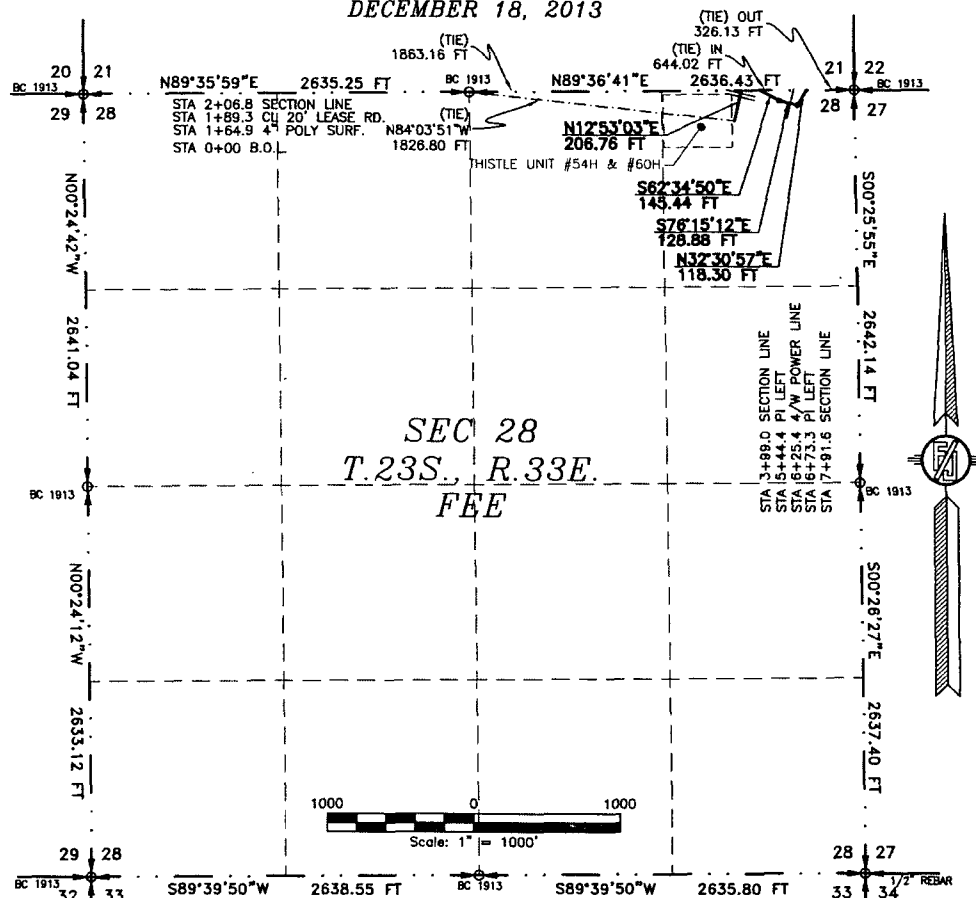 DECEMBER 18, 2013
(TIE) OUT
326.13 FT
(TIE)
1863.16 FT
(TIE) IN
644.02 FT
20 21
BC 1913
29 28
N89°35'59"E 2635.25 FT
BC 1913
N89°36'41"E 2636.43 FT
21 22
28 27
BC 1913
STA 2+06.8 SECTION LINE
STA 1+89.3 C/L 20' LEASE RD.
STA 1+64.9 4" POLY SURF.
STA 0+00 B.O.L
(TIE)
N84°03'51"W
1826.80 FT
N12°53'03"E
206.76 FT
THISTLE UNIT #54H & #60H
S62°34'50"E
145.44 FT
S76°15'12"E
128.88 FT
N32°30'57"E
118.30 FT
N00°24'42"W 2641.04 FT
S00°25'55"E 2642.14 FT
STA 3+99.0 SECTION LINE
STA 5+44.4 PI LEFT
STA 6+25.4 4/W POWER LINE
STA 6+73.3 PI LEFT
STA 7+91.6 SECTION LINE
SEC 28
T.23S., R.33E.
FEE
BC 1913
BC 1913
N00°24'12"W 2633.12 FT
S00°26'27"E 2637.40 FT
1000 0 1000
Scale: 1" = 1000'
29 28
BC 1913
32 33
S89°39'50"W 2638.55 FT
BC 1913
S89°39'50"W 2635.80 FT
28 27
33 34
1/2" REBAR